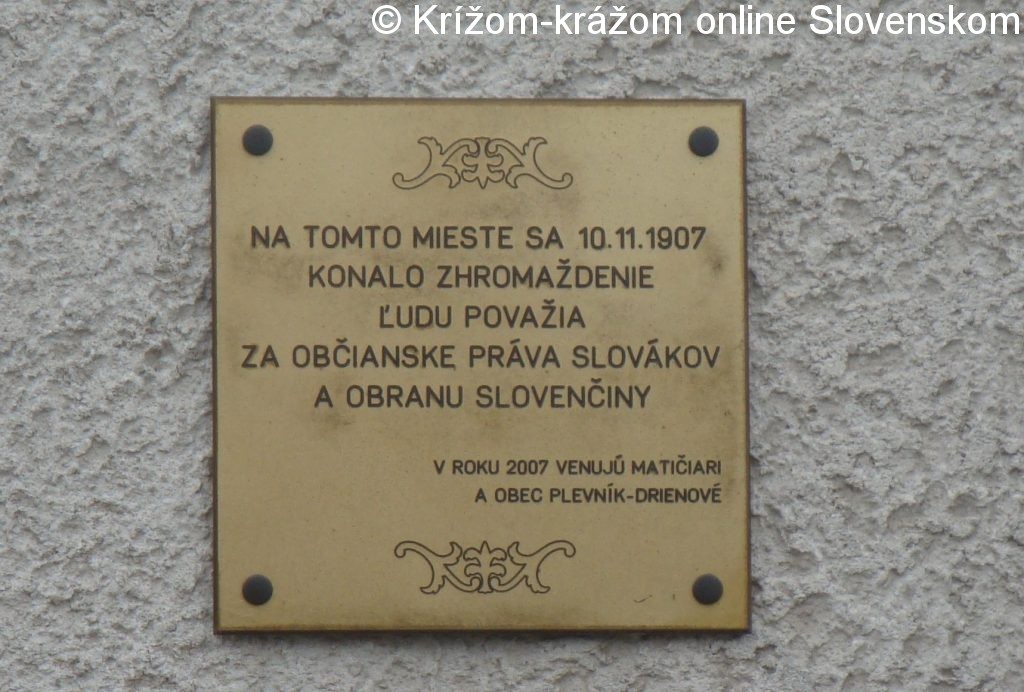 © Krížom-krážom online Slovenskom
NA TOMTO MIESTE SA 10.11.1907
KONALO ZHROMAŽDENIE
ĽUDU POVAŽIA
ZA OBČIANSKE PRÁVA SLOVÁKOV
A OBRANU SLOVENČINY
V ROKU 2007 VENUJÚ MATIČIARI
A OBEC PLEVNÍK-DRIENOVÉ